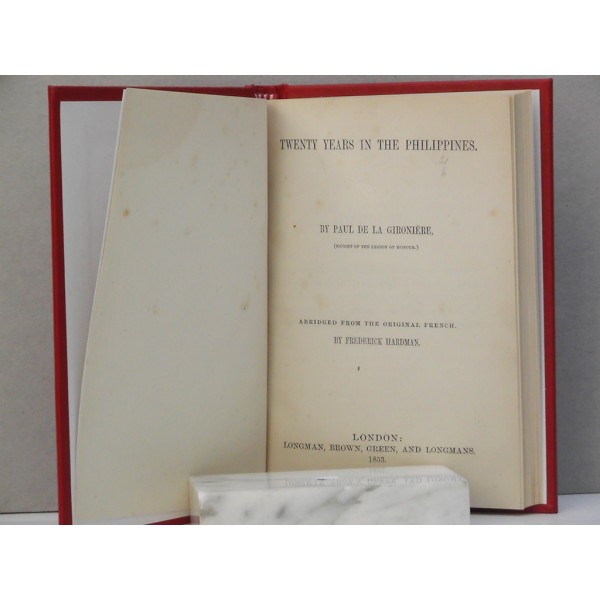 TWENTY YEARS IN THE PHILIPPINES.
BY PAUL DE LA GIRONIÈRE,
(KNIGHT OF THE LEGION OF HONOUR.)
ABRIDGED FROM THE ORIGINAL FRENCH.
BY FREDERICK HARDMAN.
LONDON:
LONGMAN, BROWN, GREEN, AND LONGMANS.
1853.